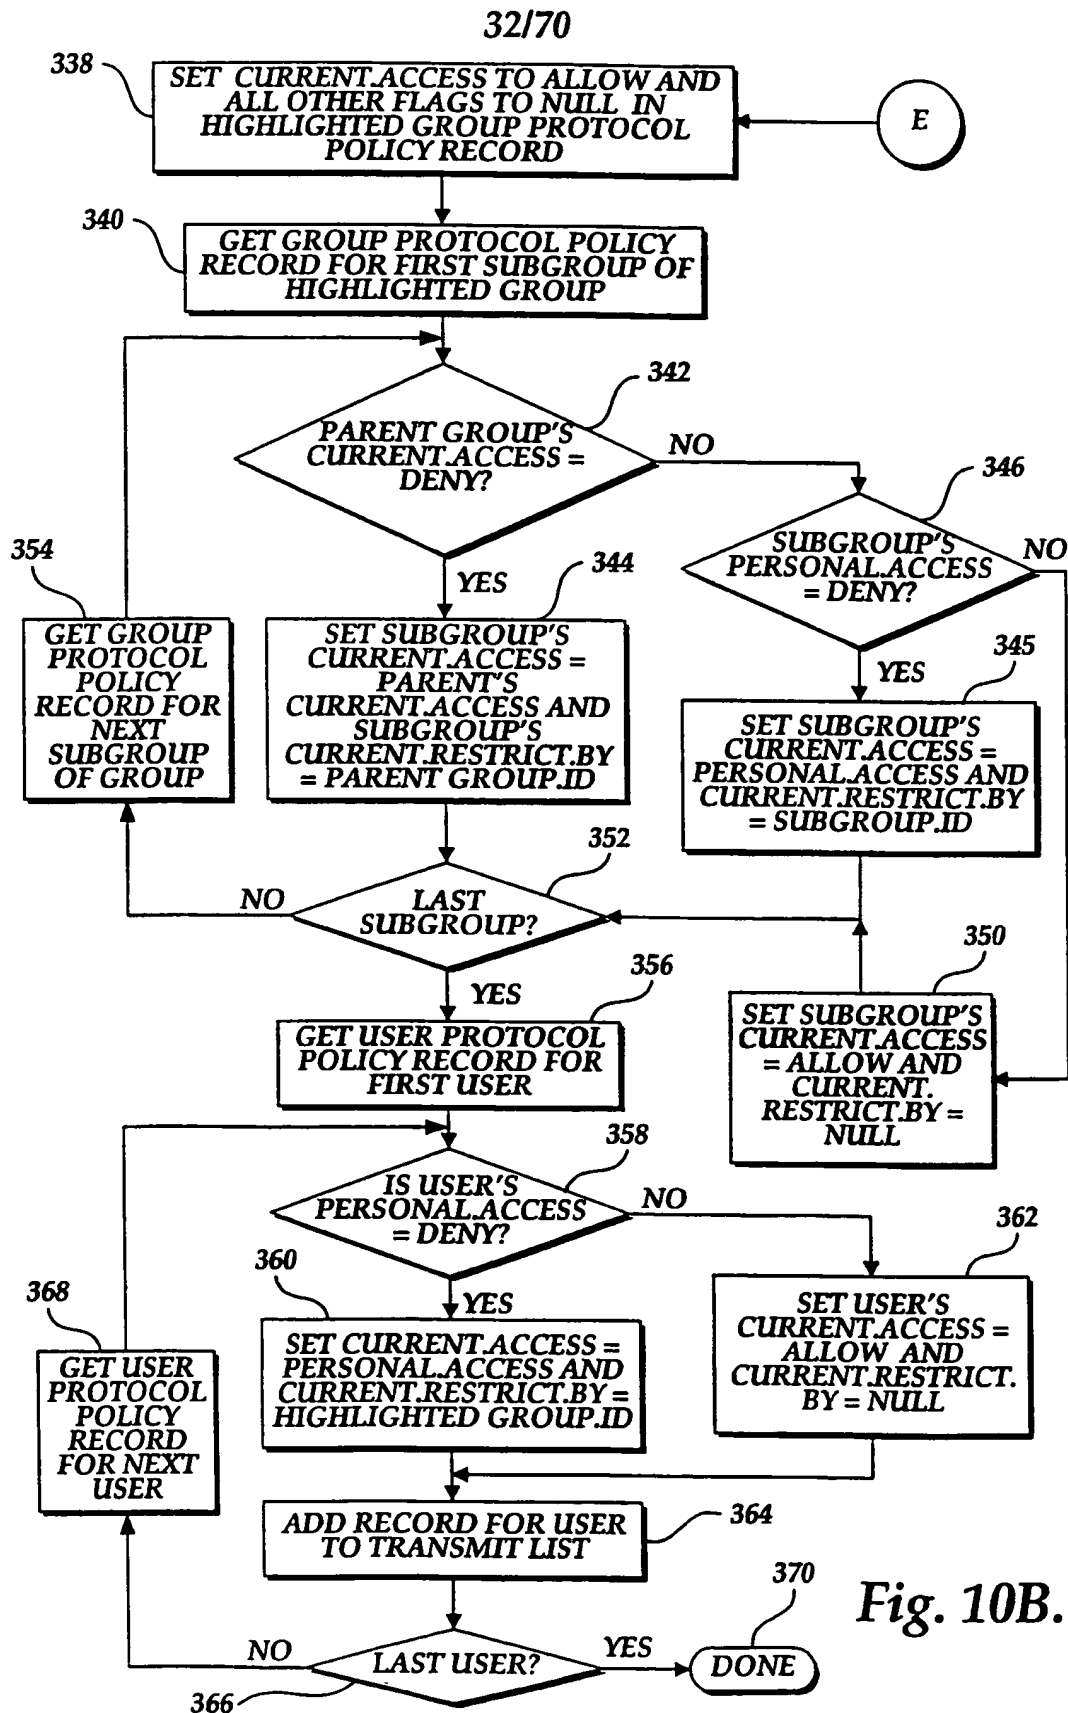 32/70
338
SET CURRENT.ACCESS TO ALLOW AND
ALL OTHER FLAGS TO NULL IN
HIGHLIGHTED GROUP PROTOCOL
POLICY RECORD
E
340
GET GROUP PROTOCOL POLICY
RECORD FOR FIRST SUBGROUP OF
HIGHLIGHTED GROUP
342
PARENT GROUP'S
CURRENT.ACCESS =
DENY?
NO
346
SUBGROUP'S
PERSONAL.ACCESS
= DENY?
NO
354
GET GROUP
PROTOCOL
POLICY
RECORD FOR
NEXT
SUBGROUP
OF GROUP
YES
344
SET SUBGROUP'S
CURRENT.ACCESS =
PARENT'S
CURRENT.ACCESS AND
SUBGROUP'S
CURRENT.RESTRICT.BY
= PARENT GROUP.ID
YES
345
SET SUBGROUP'S
CURRENT.ACCESS =
PERSONAL.ACCESS AND
CURRENT.RESTRICT.BY
= SUBGROUP.ID
352
NO
LAST
SUBGROUP?
350
SET SUBGROUP'S
CURRENT.ACCESS
= ALLOW AND
CURRENT.
RESTRICT.BY =
NULL
YES
356
GET USER PROTOCOL
POLICY RECORD FOR
FIRST USER
358
IS USER'S
PERSONAL.ACCESS
= DENY?
NO
362
SET USER'S
CURRENT.ACCESS =
ALLOW AND
CURRENT.RESTRICT.
BY = NULL
360
YES
SET CURRENT.ACCESS =
PERSONAL.ACCESS AND
CURRENT.RESTRICT.BY =
HIGHLIGHTED GROUP.ID
368
GET USER
PROTOCOL
POLICY
RECORD
FOR NEXT
USER
364
ADD RECORD FOR USER
TO TRANSMIT LIST
NO
LAST USER?
366
YES
370
DONE
Fig. 10B.